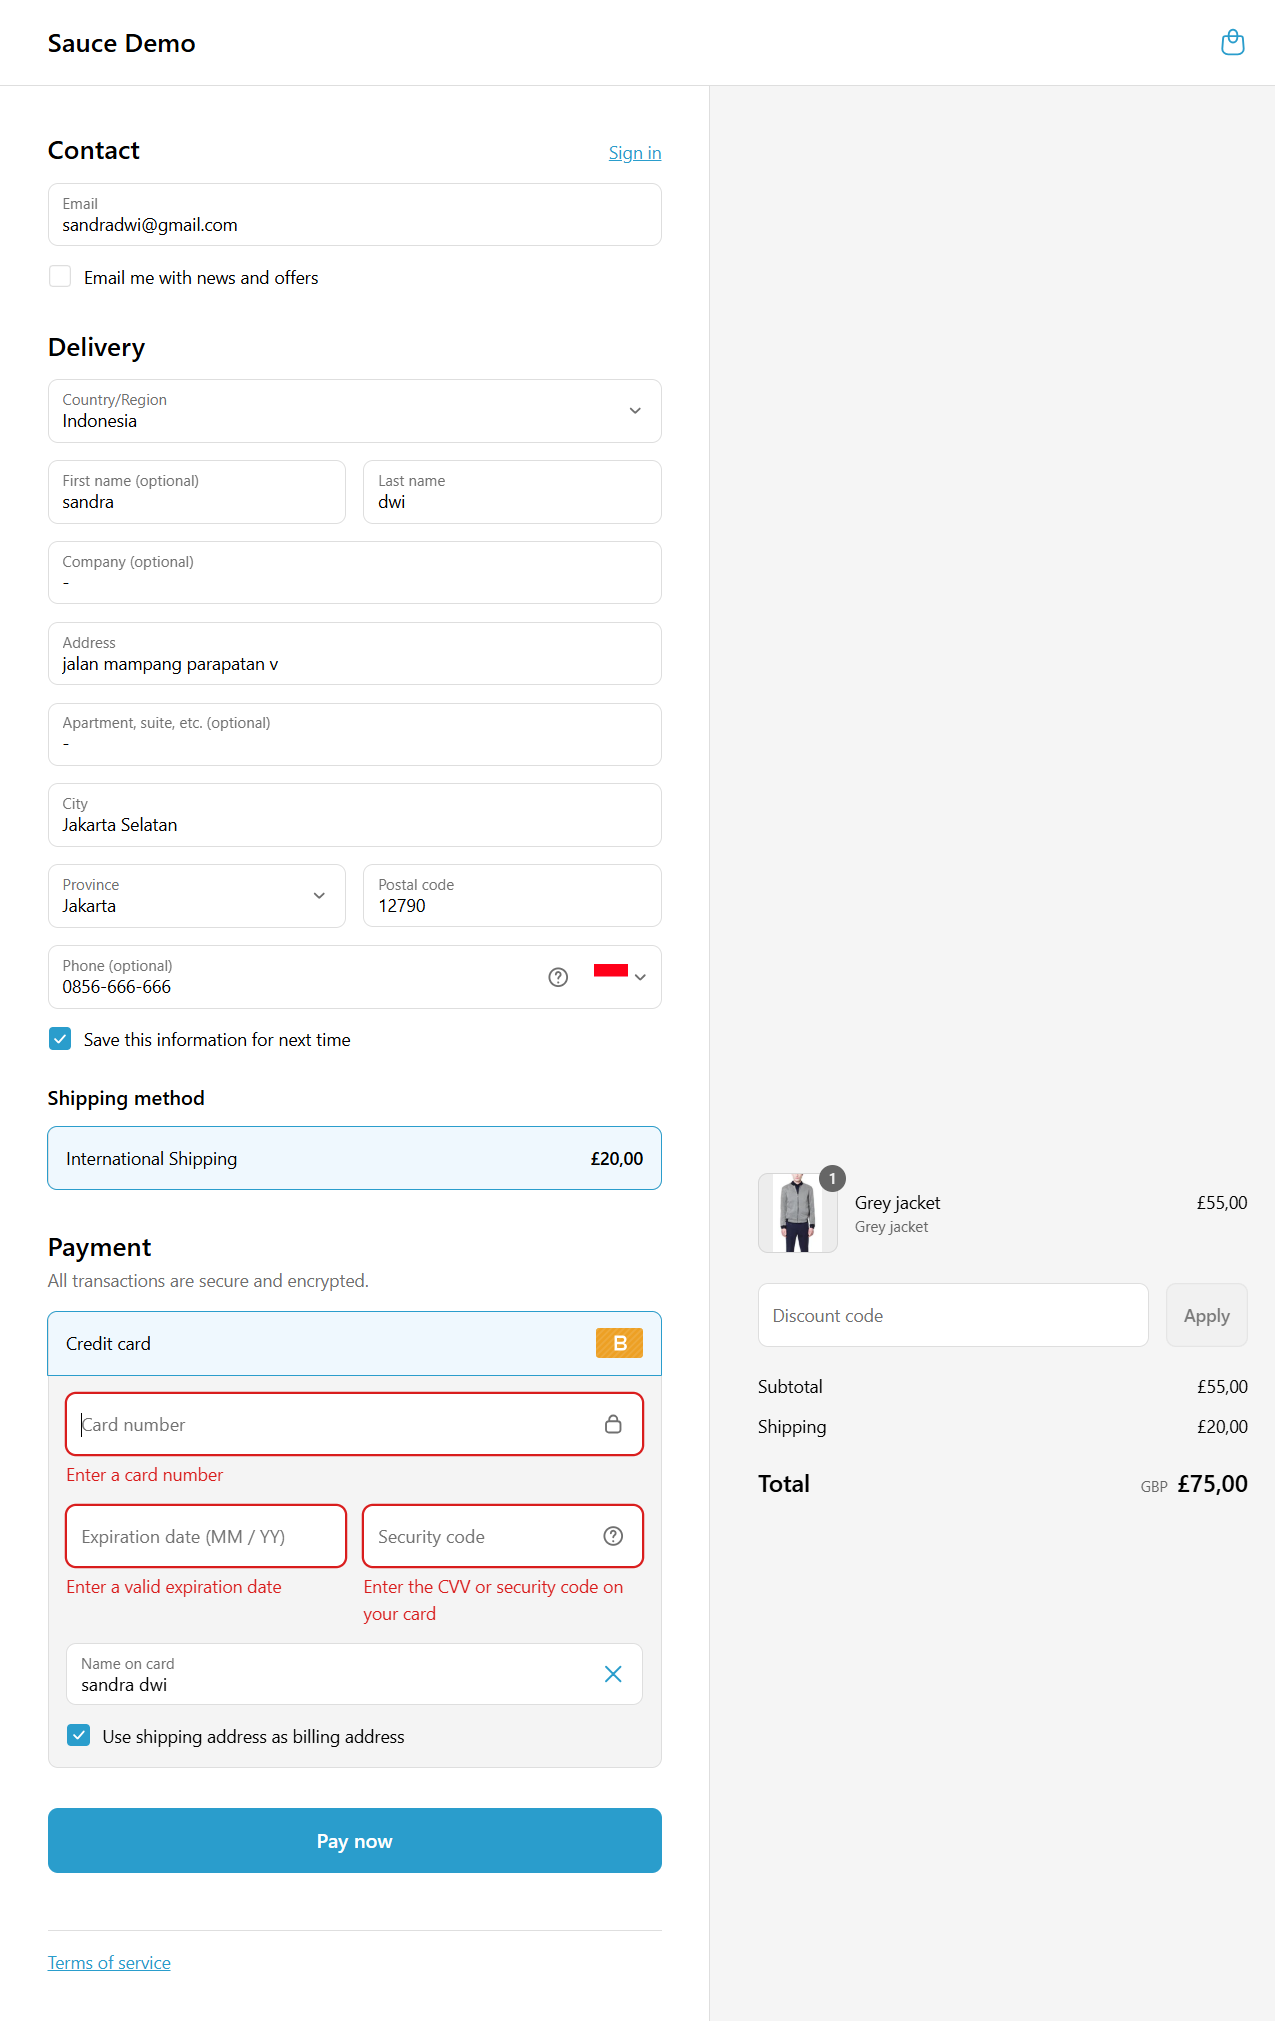 Sauce Demo
Contact
Sign in
Email
sandradwi@gmail.com
Email me with news and offers
Delivery
Country/Region
Indonesia
First name (optional)
sandra
Last name
dwi
Company (optional)
-
Address
jalan mampang parapatan v
Apartment, suite, etc. (optional)
-
City
Jakarta Selatan
Province
Jakarta
Postal code
12790
Phone (optional)
0856-666-666
Save this information for next time
Shipping method
International Shipping
£20,00
Payment
All transactions are secure and encrypted.
Credit card
B
Card number
Enter a card number
Expiration date (MM / YY)
Enter a valid expiration date
Security code
Enter the CVV or security code on
your card
Name on card
sandra dwi
Use shipping address as billing address
Pay now
Terms of service
1
Grey jacket
Grey jacket
£55,00
Discount code
Apply
Subtotal
£55,00
Shipping
£20,00
Total
GBP £75,00